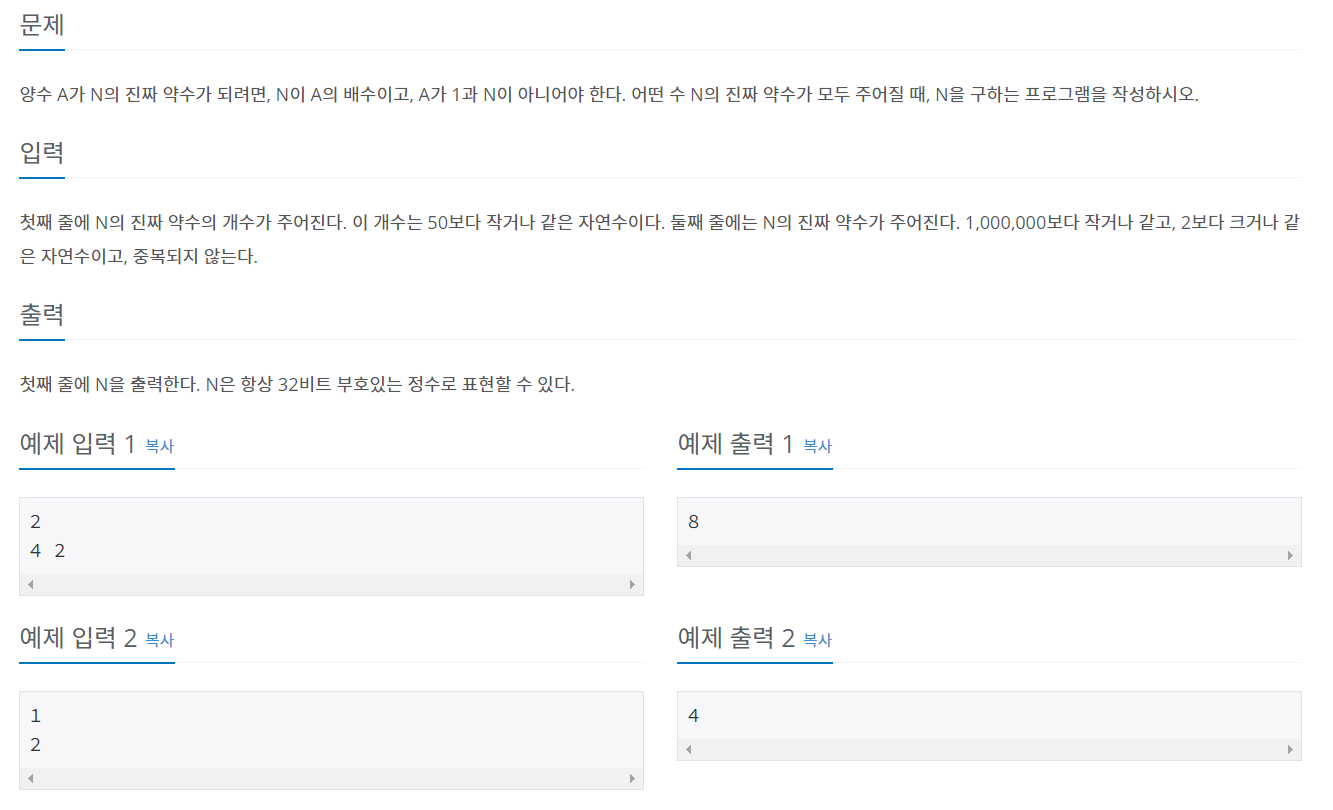 문제
양수 A가 N의 진짜 약수가 되려면, N이 A의 배수이고, A가 1과 N이 아니어야 한다. 어떤 수 N의 진짜 약수가 모두 주어질 때, N을 구하는 프로그램을 작성하시오.
입력
첫째 줄에 N의 진짜 약수의 개수가 주어진다. 이 개수는 50보다 작거나 같은 자연수이다. 둘째 줄에는 N의 진짜 약수가 주어진다. 1,000,000보다 작거나 같고, 2보다 크거나 같
은 자연수이고, 중복되지 않는다.
출력
첫째 줄에 N을 출력한다. N은 항상 32비트 부호있는 정수로 표현할 수 있다.
예제 입력 1 복사
2
4 2
예제 출력 1 복사
8
예제 입력 2 복사
1
2
예제 출력 2 복사
4